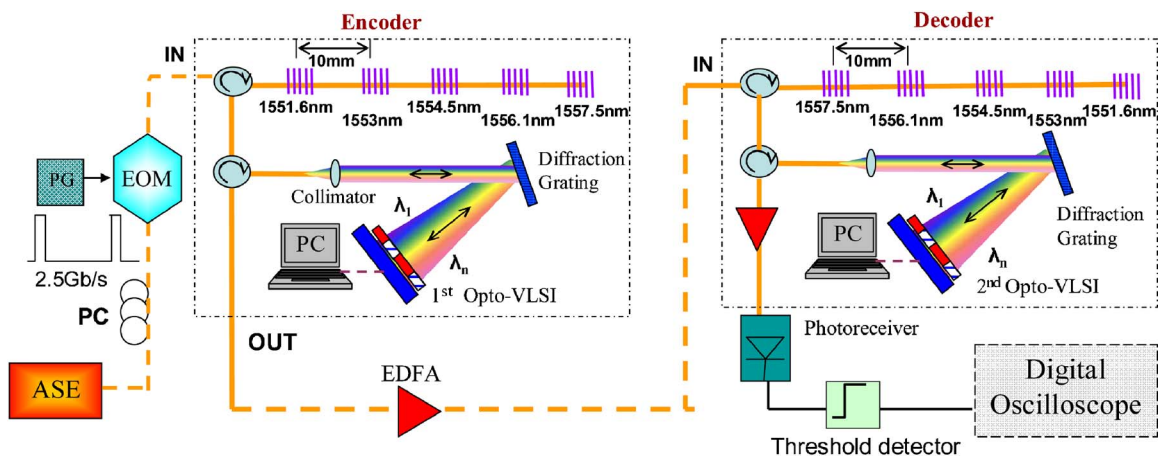 Encoder
Decoder
IN
10mm
1551.6nm
1553nm
1554.5nm
1556.1nm
1557.5nm
IN
10mm
1557.5nm
1556.1nm
1554.5nm
1553nm
1551.6nm
PG
EOM
2.5Gb/s
PC
ASE
Collimator
Diffraction
Grating
λ1
λn
PC
1st Opto-VLSI
OUT
EDFA
Diffraction
Grating
λ1
λn
PC
2nd Opto-VLSI
Photoreceiver
Threshold detector
Digital
Oscilloscope